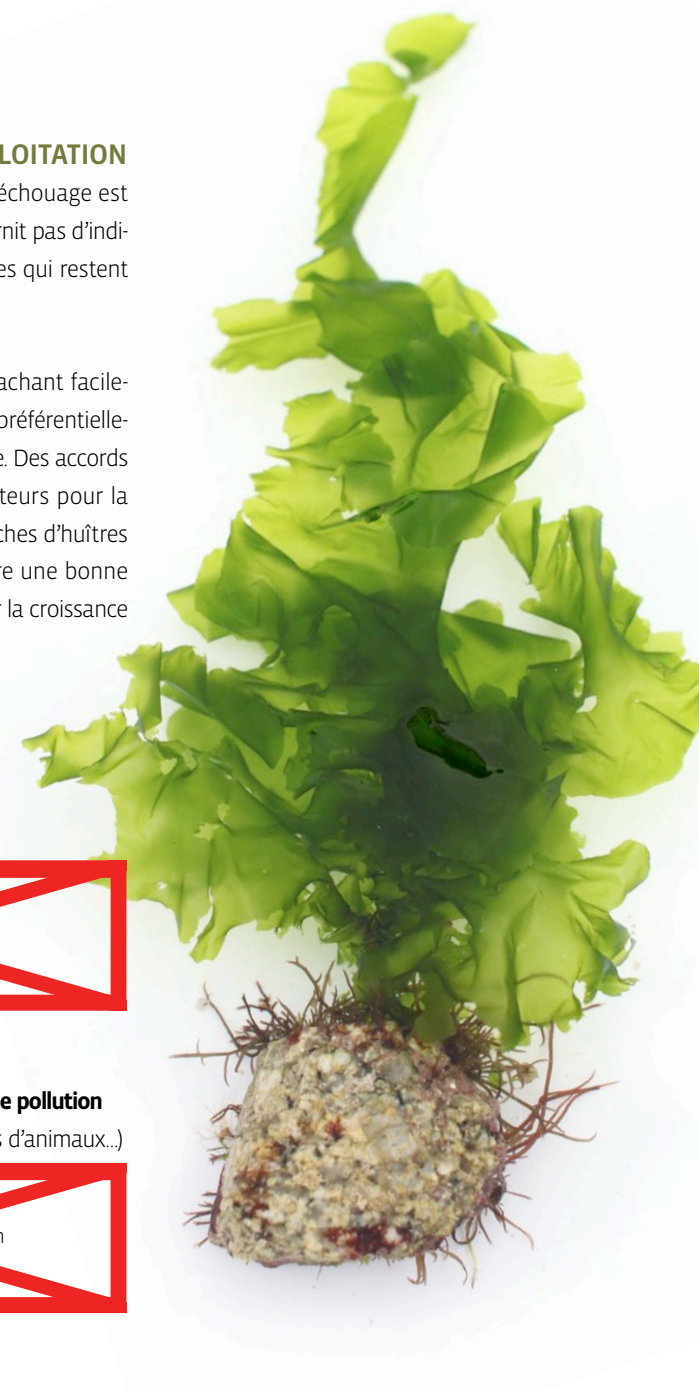 LOITATION
échouage est
rnit pas d’indi-
es qui restent
achant facile-
préférentielle-
e. Des accords
teurs pour la
ches d’huîtres
re une bonne
r la croissance
e pollution
s d’animaux...)
n